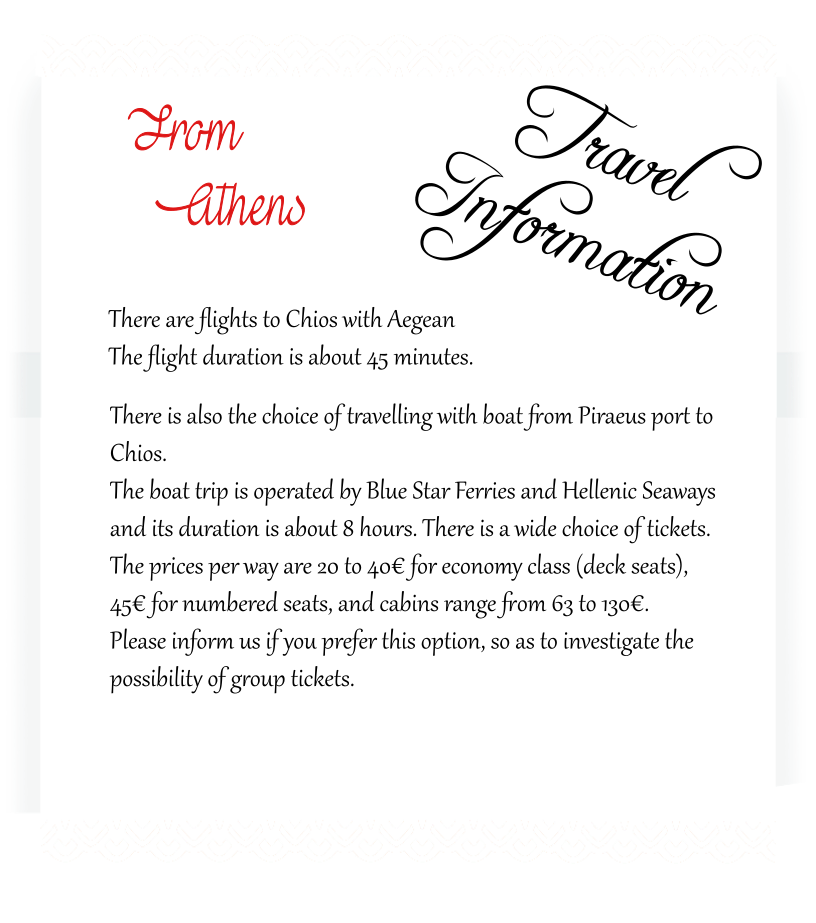 From
Athens
Travel
Information
There are flights to Chios with Aegean
The flight duration is about 45 minutes.
There is also the choice of travelling with boat from Piraeus port to
Chios.
The boat trip is operated by Blue Star Ferries and Hellenic Seaways
and its duration is about 8 hours. There is a wide choice of tickets.
The prices per way are 20 to 40€ for economy class (deck seats),
45€ for numbered seats, and cabins range from 63 to 130€.
Please inform us if you prefer this option, so as to investigate the
possibility of group tickets.